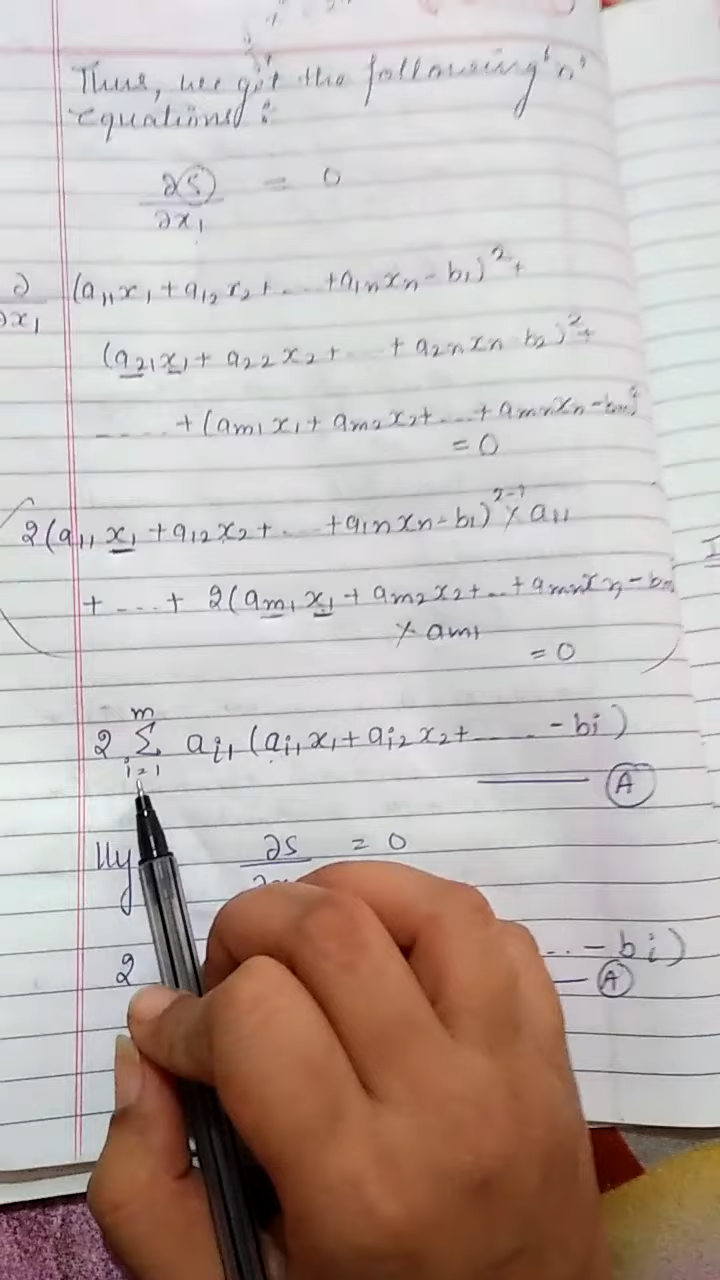 Thus, we get the following 'n'
equations :
∂S/∂x₁ = 0
∂/∂x₁ (a₁₁x₁ + a₁₂x₂ + ... + a₁ₙxₙ - b₁)² +
(a₂₁x₁ + a₂₂x₂ + ... + a₂ₙxₙ b₂)² +
..... + (aₘ₁x₁ + aₘ₂x₂ + ... + aₘₙxₙ - bₘ)²
= 0
2(a₁₁x₁ + a₁₂x₂ + ... + a₁ₙxₙ - b₁)²⁻¹ × a₁₁
+ ... + 2(aₘ₁x₁ + aₘ₂x₂ + ... + aₘₙxₙ - bₘ
× aₘ₁
= 0
2 Σᵢ₌₁ᵐ aᵢ₁ (aᵢ₁x₁ + aᵢ₂x₂ + ...... - bᵢ)
—— Ⓐ
llly ∂S = 0
2 ... - bᵢ)
— Ⓐ